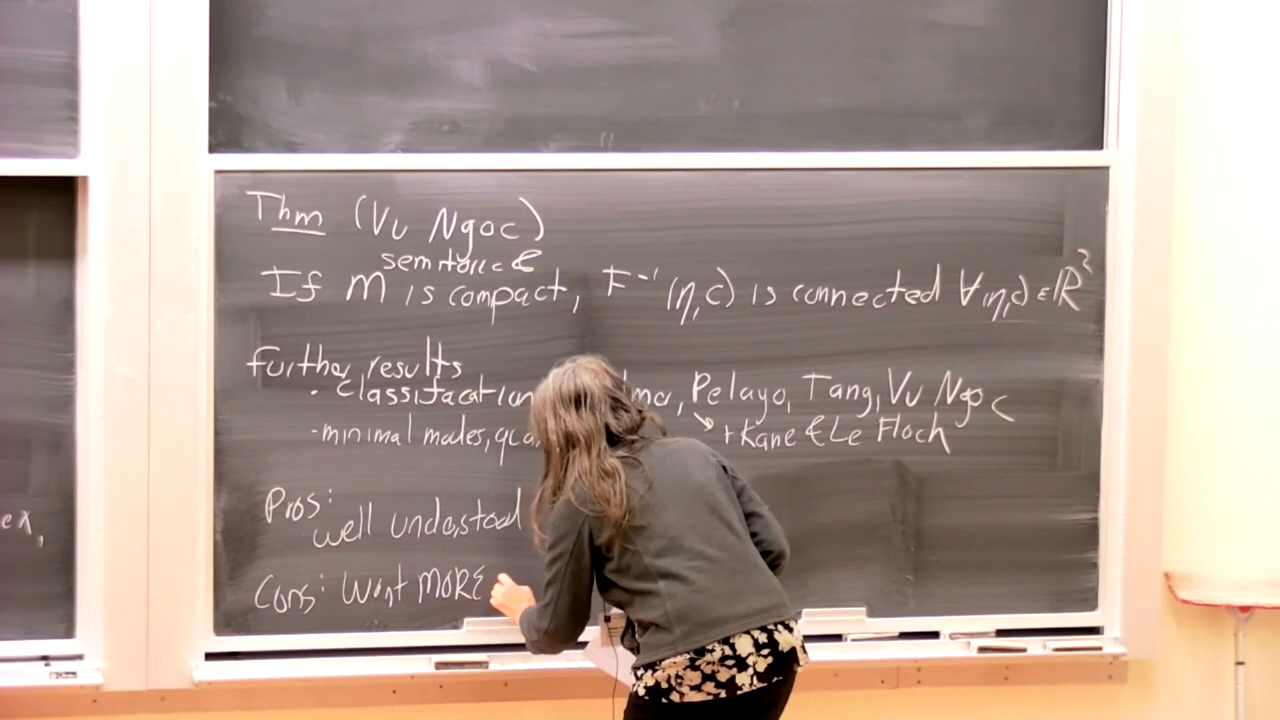 Thm (Vu Ngoc)
semitoric &
If M is compact, F⁻¹(η,c) is connected ∀(η,c) ∈ ℝ²
further results
· Classifacation Pelayo, Tang, Vu Ngoc
· minimal models, + Kane & Le Floch
Pros:
well understood
Cons: Want MORE
ex,